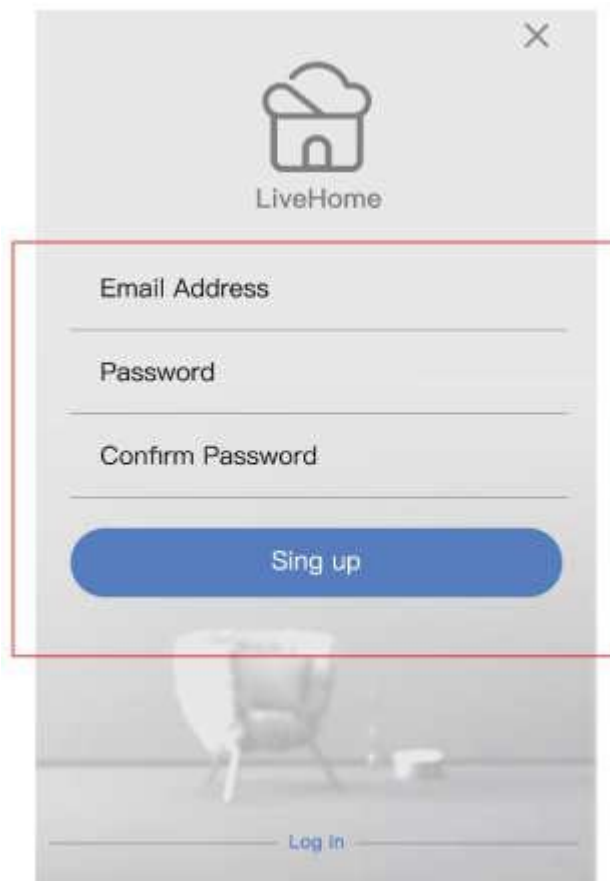 LiveHome
Email Address
Password
Confirm Password
Sing up
Log In